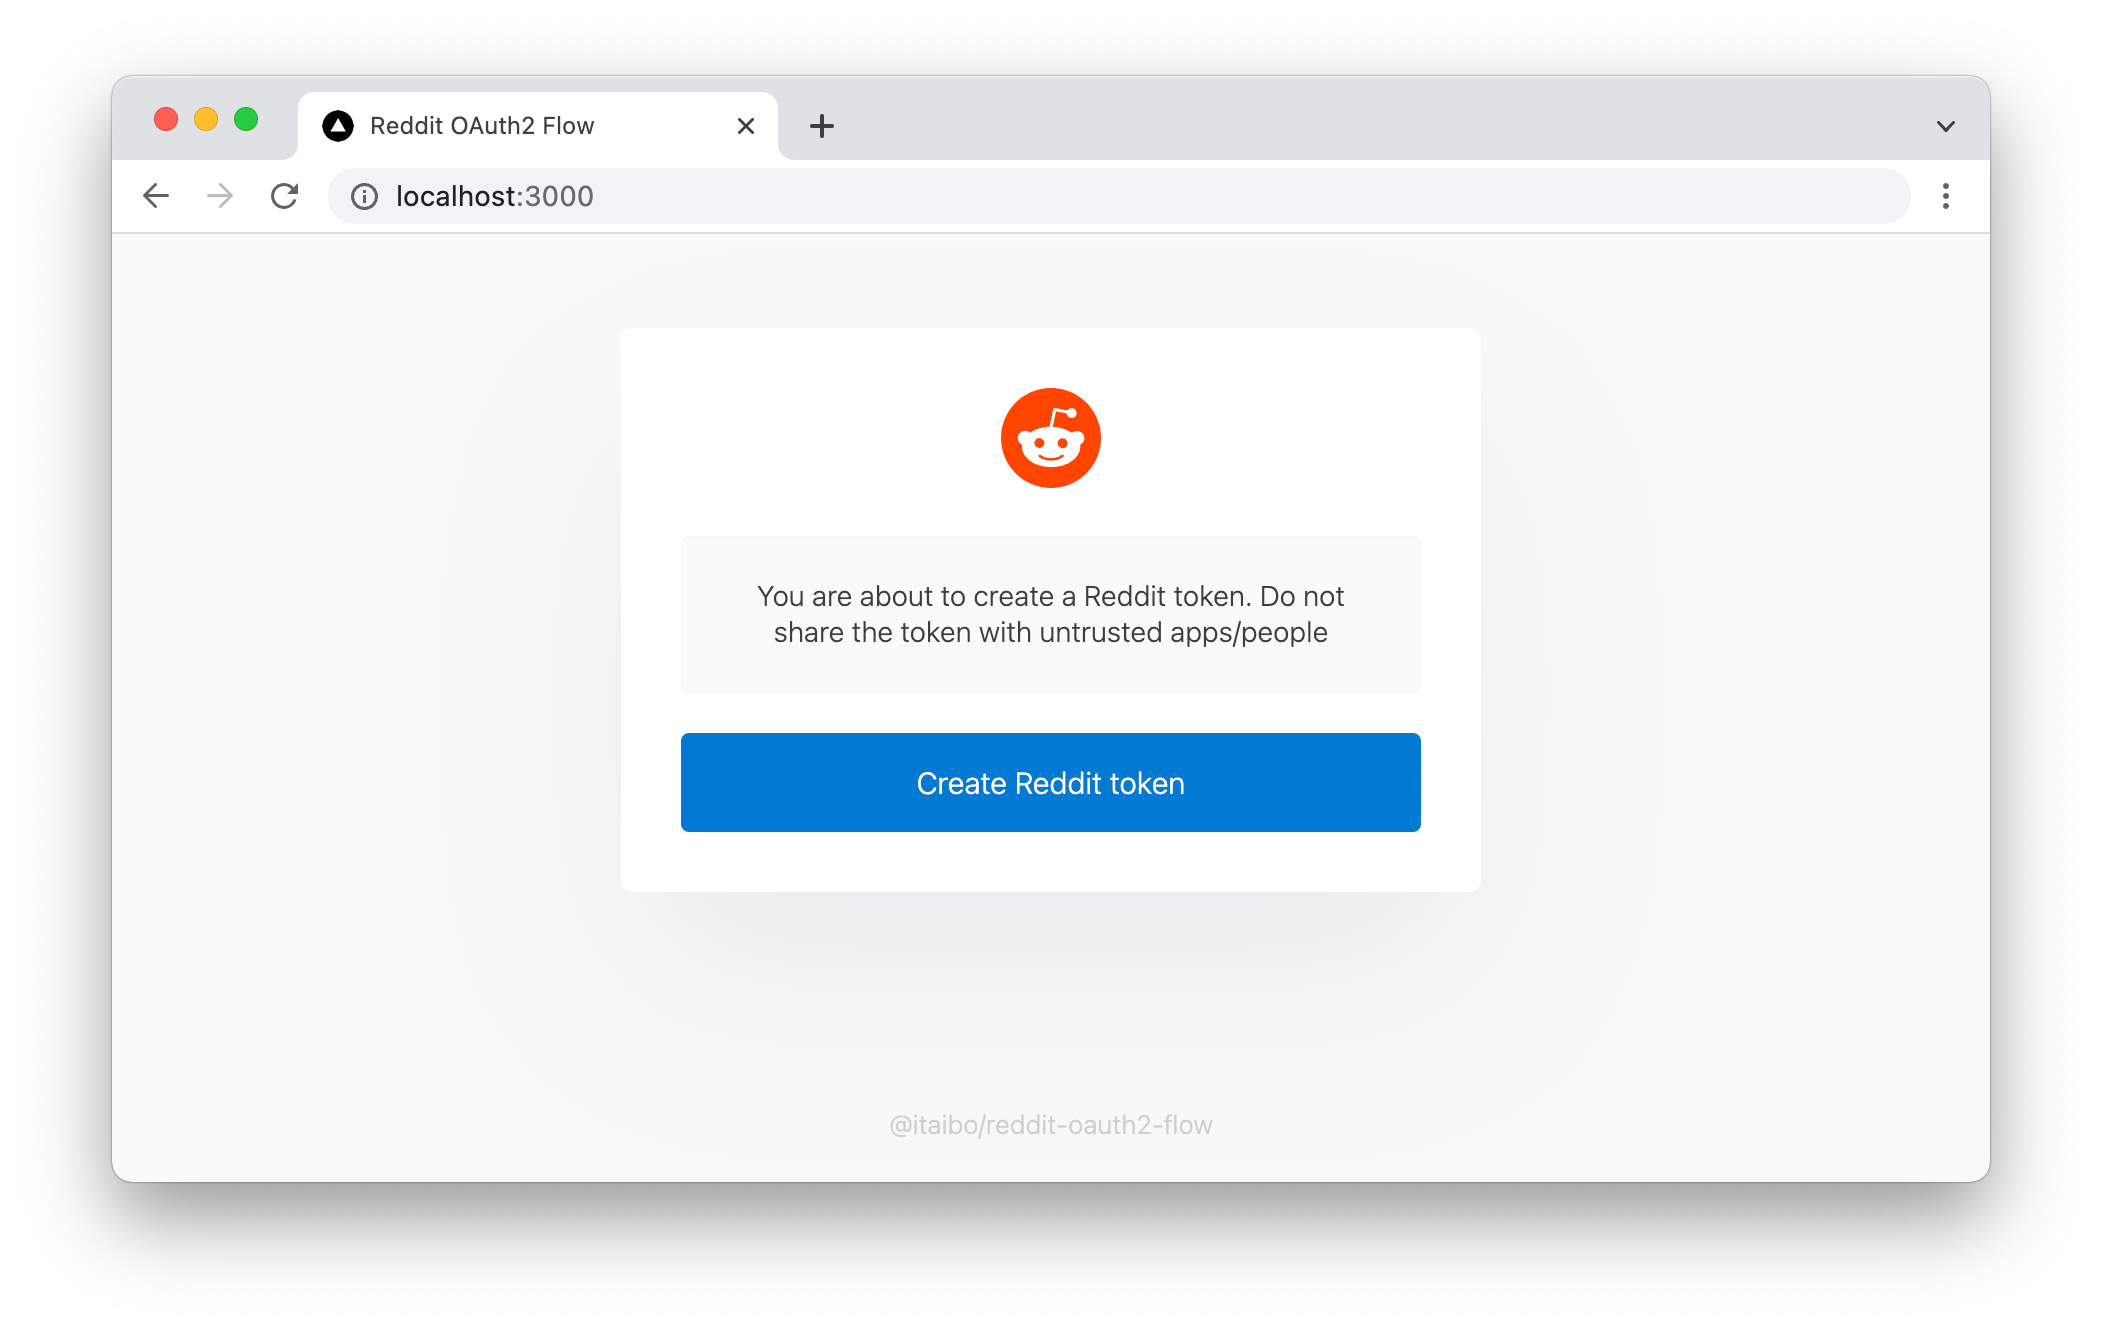 Reddit OAuth2 Flow
localhost:3000
You are about to create a Reddit token. Do not
share the token with untrusted apps/people
Create Reddit token
@itaibo/reddit-oauth2-flow